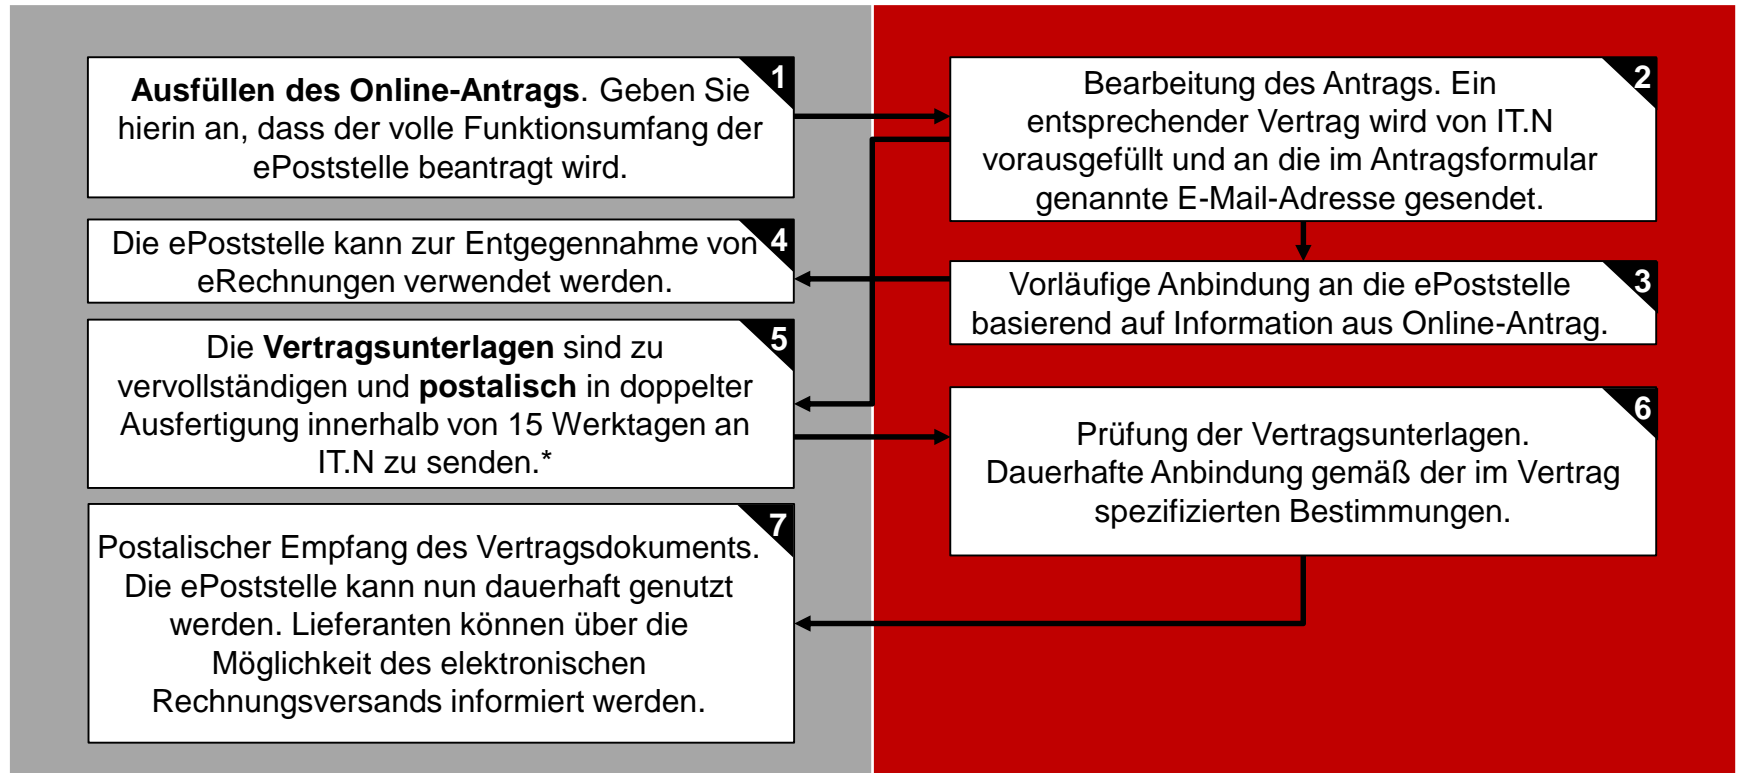 1
Ausfüllen des Online-Antrags. Geben Sie
hierin an, dass der volle Funktionsumfang der
ePoststelle beantragt wird.
2
Bearbeitung des Antrags. Ein
entsprechender Vertrag wird von IT.N
vorausgefüllt und an die im Antragsformular
genannte E-Mail-Adresse gesendet.
3
Vorläufige Anbindung an die ePoststelle
basierend auf Information aus Online-Antrag.
4
Die ePoststelle kann zur Entgegennahme von
eRechnungen verwendet werden.
5
Die Vertragsunterlagen sind zu
vervollständigen und postalisch in doppelter
Ausfertigung innerhalb von 15 Werktagen an
IT.N zu senden.*
6
Prüfung der Vertragsunterlagen.
Dauerhafte Anbindung gemäß der im Vertrag
spezifizierten Bestimmungen.
7
Postalischer Empfang des Vertragsdokuments.
Die ePoststelle kann nun dauerhaft genutzt
werden. Lieferanten können über die
Möglichkeit des elektronischen
Rechnungsversands informiert werden.